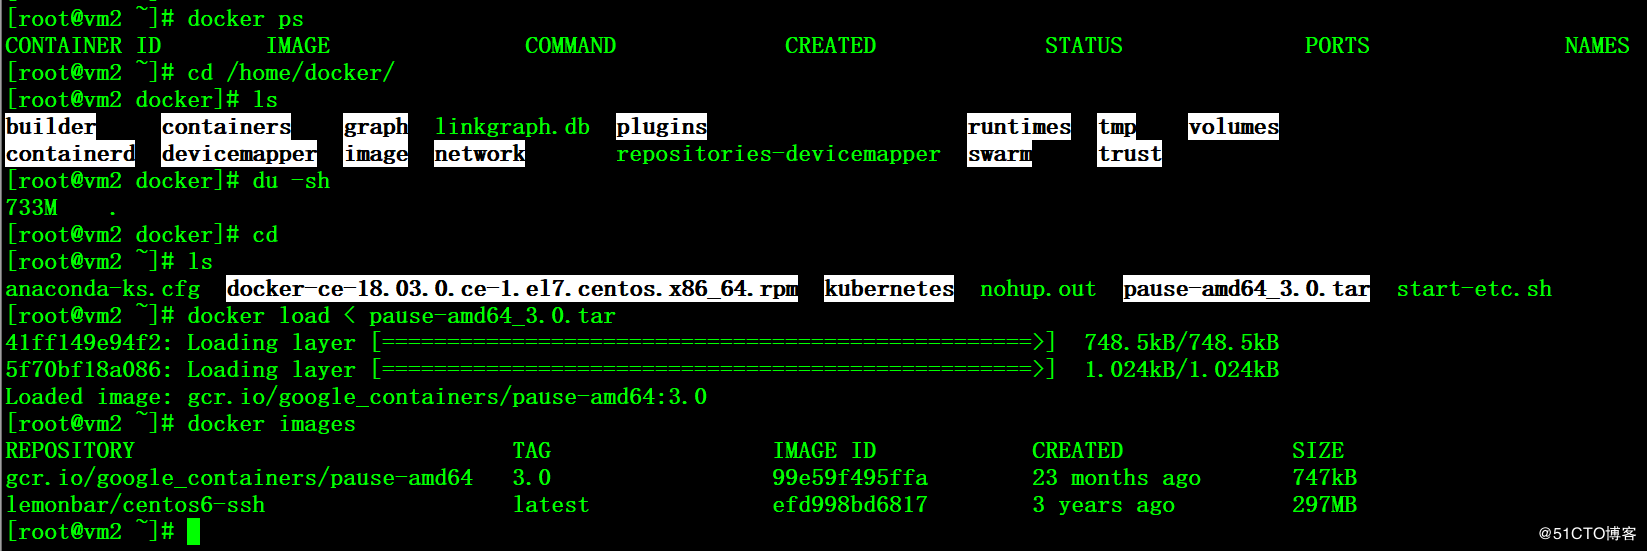 [root@vm2 ~]# docker ps
CONTAINER ID IMAGE COMMAND CREATED STATUS PORTS NAMES
[root@vm2 ~]# cd /home/docker/
[root@vm2 docker]# ls
builder containers graph linkgraph.db plugins runtimes tmp volumes
containerd devicemapper image network repositories-devicemapper swarm trust
[root@vm2 docker]# du -sh
733M .
[root@vm2 docker]# cd
[root@vm2 ~]# ls
anaconda-ks.cfg docker-ce-18.03.0.ce-1.el7.centos.x86_64.rpm kubernetes nohup.out pause-amd64_3.0.tar start-etc.sh
[root@vm2 ~]# docker load < pause-amd64_3.0.tar
41ff149e94f2: Loading layer [==================================================>] 748.5kB/748.5kB
5f70bf18a086: Loading layer [==================================================>] 1.024kB/1.024kB
Loaded image: gcr.io/google_containers/pause-amd64:3.0
[root@vm2 ~]# docker images
REPOSITORY TAG IMAGE ID CREATED SIZE
gcr.io/google_containers/pause-amd64 3.0 99e59f495ffa 23 months ago 747kB
lemonbar/centos6-ssh latest efd998bd6817 3 years ago 297MB
[root@vm2 ~]#
@51CTO博客